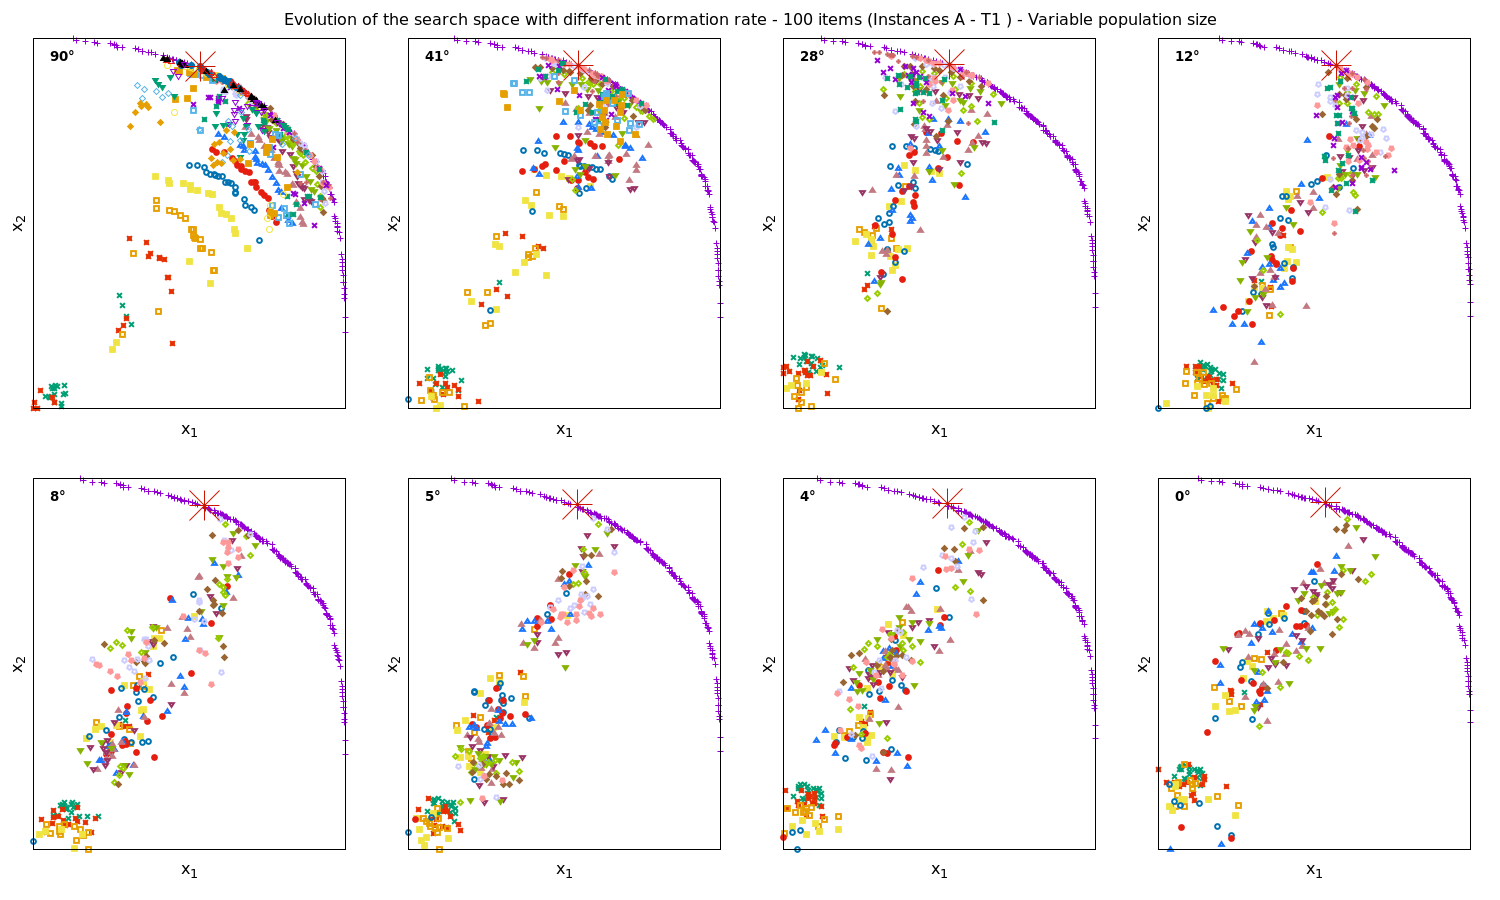 Evolution of the search space with different information rate - 100 items (Instances A - T1 ) - Variable population size
90°
41°
28°
12°
x₂
x₂
x₂
x₂
x₁
x₁
x₁
x₁
8°
5°
4°
0°
x₂
x₂
x₂
x₂
x₁
x₁
x₁
x₁